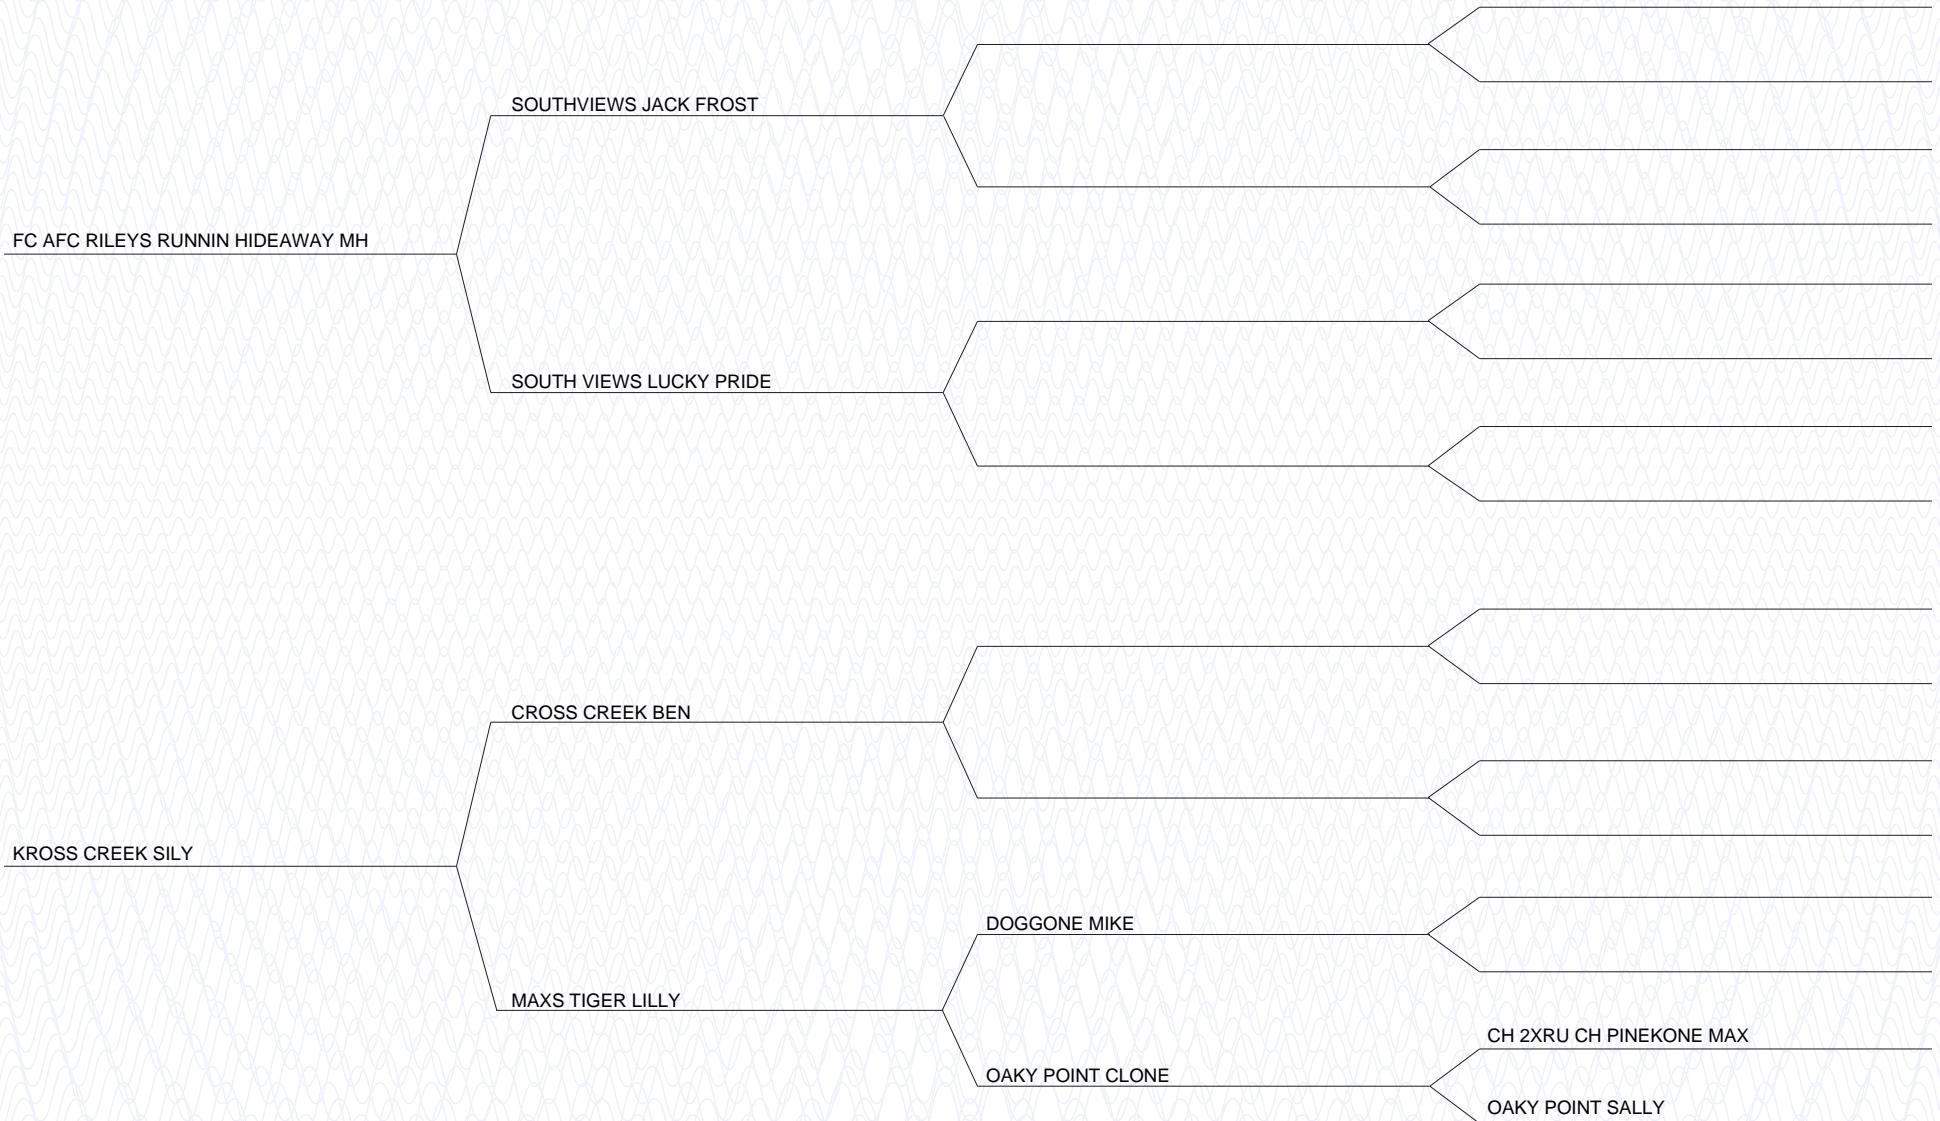 SOUTHVIEWS JACK FROST
FC AFC RILEYS RUNNIN HIDEAWAY MH
SOUTH VIEWS LUCKY PRIDE
CROSS CREEK BEN
KROSS CREEK SILY
DOGGONE MIKE
MAXS TIGER LILLY
CH 2XRU CH PINEKONE MAX
OAKY POINT CLONE
OAKY POINT SALLY